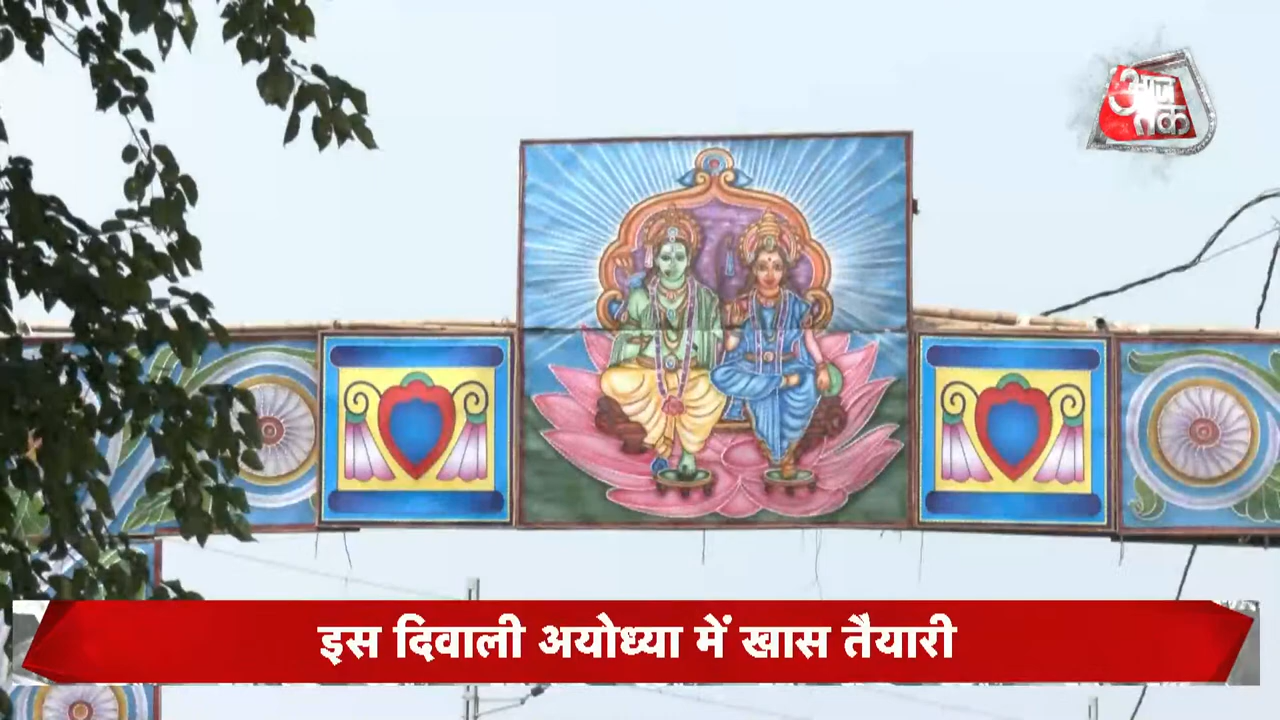 आज
तक
इस दिवाली अयोध्या में खास तैयारी